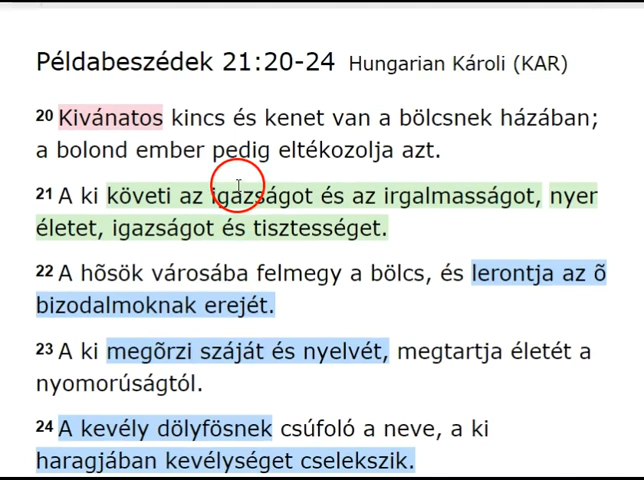 Példabeszédek 21:20-24 Hungarian Károli (KAR)
20 Kivánatos kincs és kenet van a bölcsnek házában;
a bolond ember pedig eltékozolja azt.
21 A ki követi az igazságot és az irgalmasságot, nyer
életet, igazságot és tisztességet.
22 A hõsök városába felmegy a bölcs, és lerontja az õ
bizodalmoknak erejét.
23 A ki megõrzi száját és nyelvét, megtartja életét a
nyomorúságtól.
24 A kevély dölyfösnek csúfoló a neve, a ki
haragjában kevélységet cselekszik.